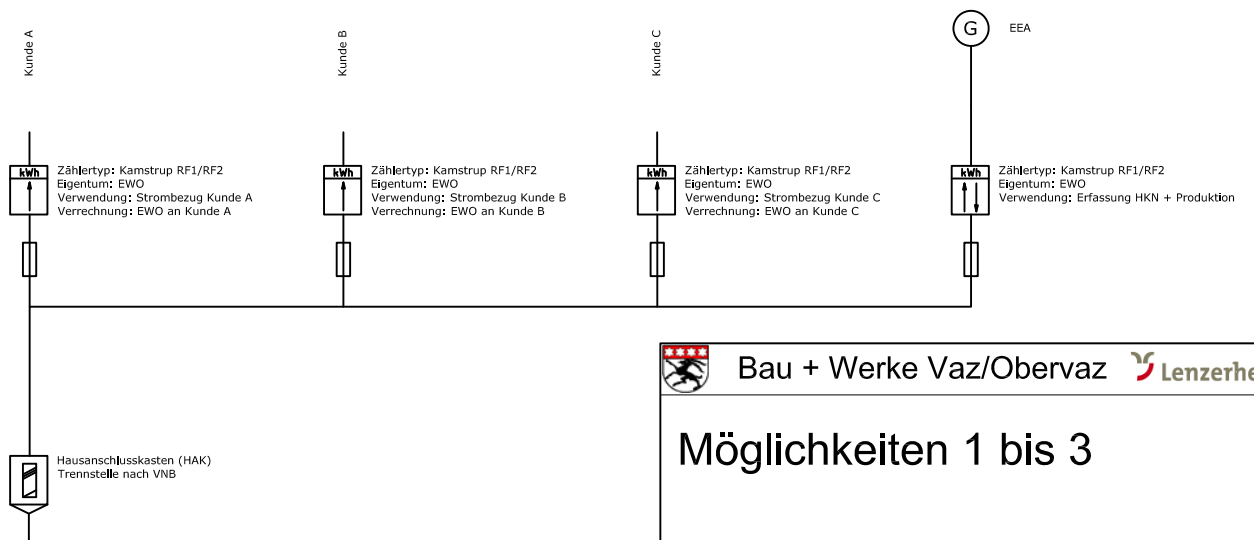 Kunde A
Kunde B
Kunde C
G
EEA
kWh
Zählertyp: Kamstrup RF1/RF2
Eigentum: EWO
Verwendung: Strombezug Kunde A
Verrechnung: EWO an Kunde A
kWh
Zählertyp: Kamstrup RF1/RF2
Eigentum: EWO
Verwendung: Strombezug Kunde B
Verrechnung: EWO an Kunde B
kWh
Zählertyp: Kamstrup RF1/RF2
Eigentum: EWO
Verwendung: Strombezug Kunde C
Verrechnung: EWO an Kunde C
kWh
Zählertyp: Kamstrup RF1/RF2
Eigentum: EWO
Verwendung: Erfassung HKN + Produktion
Bau + Werke Vaz/Obervaz
Lenzerhe
Möglichkeiten 1 bis 3
Hausanschlusskasten (HAK)
Trennstelle nach VNB